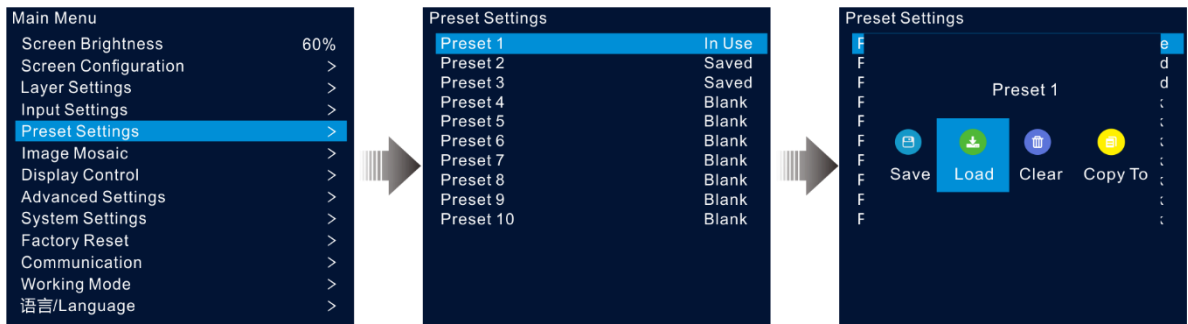 Main Menu
Screen Brightness 60%
Screen Configuration >
Layer Settings >
Input Settings >
Preset Settings >
Image Mosaic >
Display Control >
Advanced Settings >
System Settings >
Factory Reset >
Communication >
Working Mode >
语言/Language >
Preset Settings
Preset 1 In Use
Preset 2 Saved
Preset 3 Saved
Preset 4 Blank
Preset 5 Blank
Preset 6 Blank
Preset 7 Blank
Preset 8 Blank
Preset 9 Blank
Preset 10 Blank
Preset Settings
Preset 1
Save Load Clear Copy To